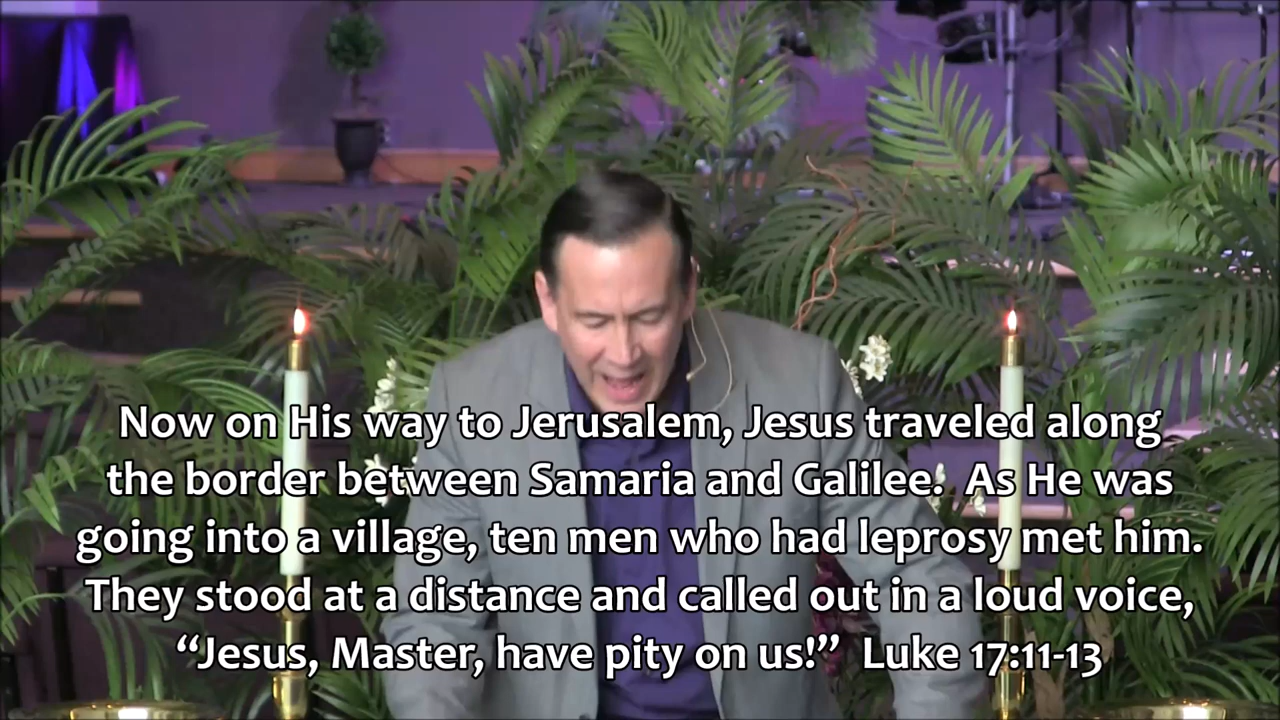 Now on His way to Jerusalem, Jesus traveled along
the border between Samaria and Galilee.  As He was
going into a village, ten men who had leprosy met him.
They stood at a distance and called out in a loud voice,
“Jesus, Master, have pity on us!”  Luke 17:11-13